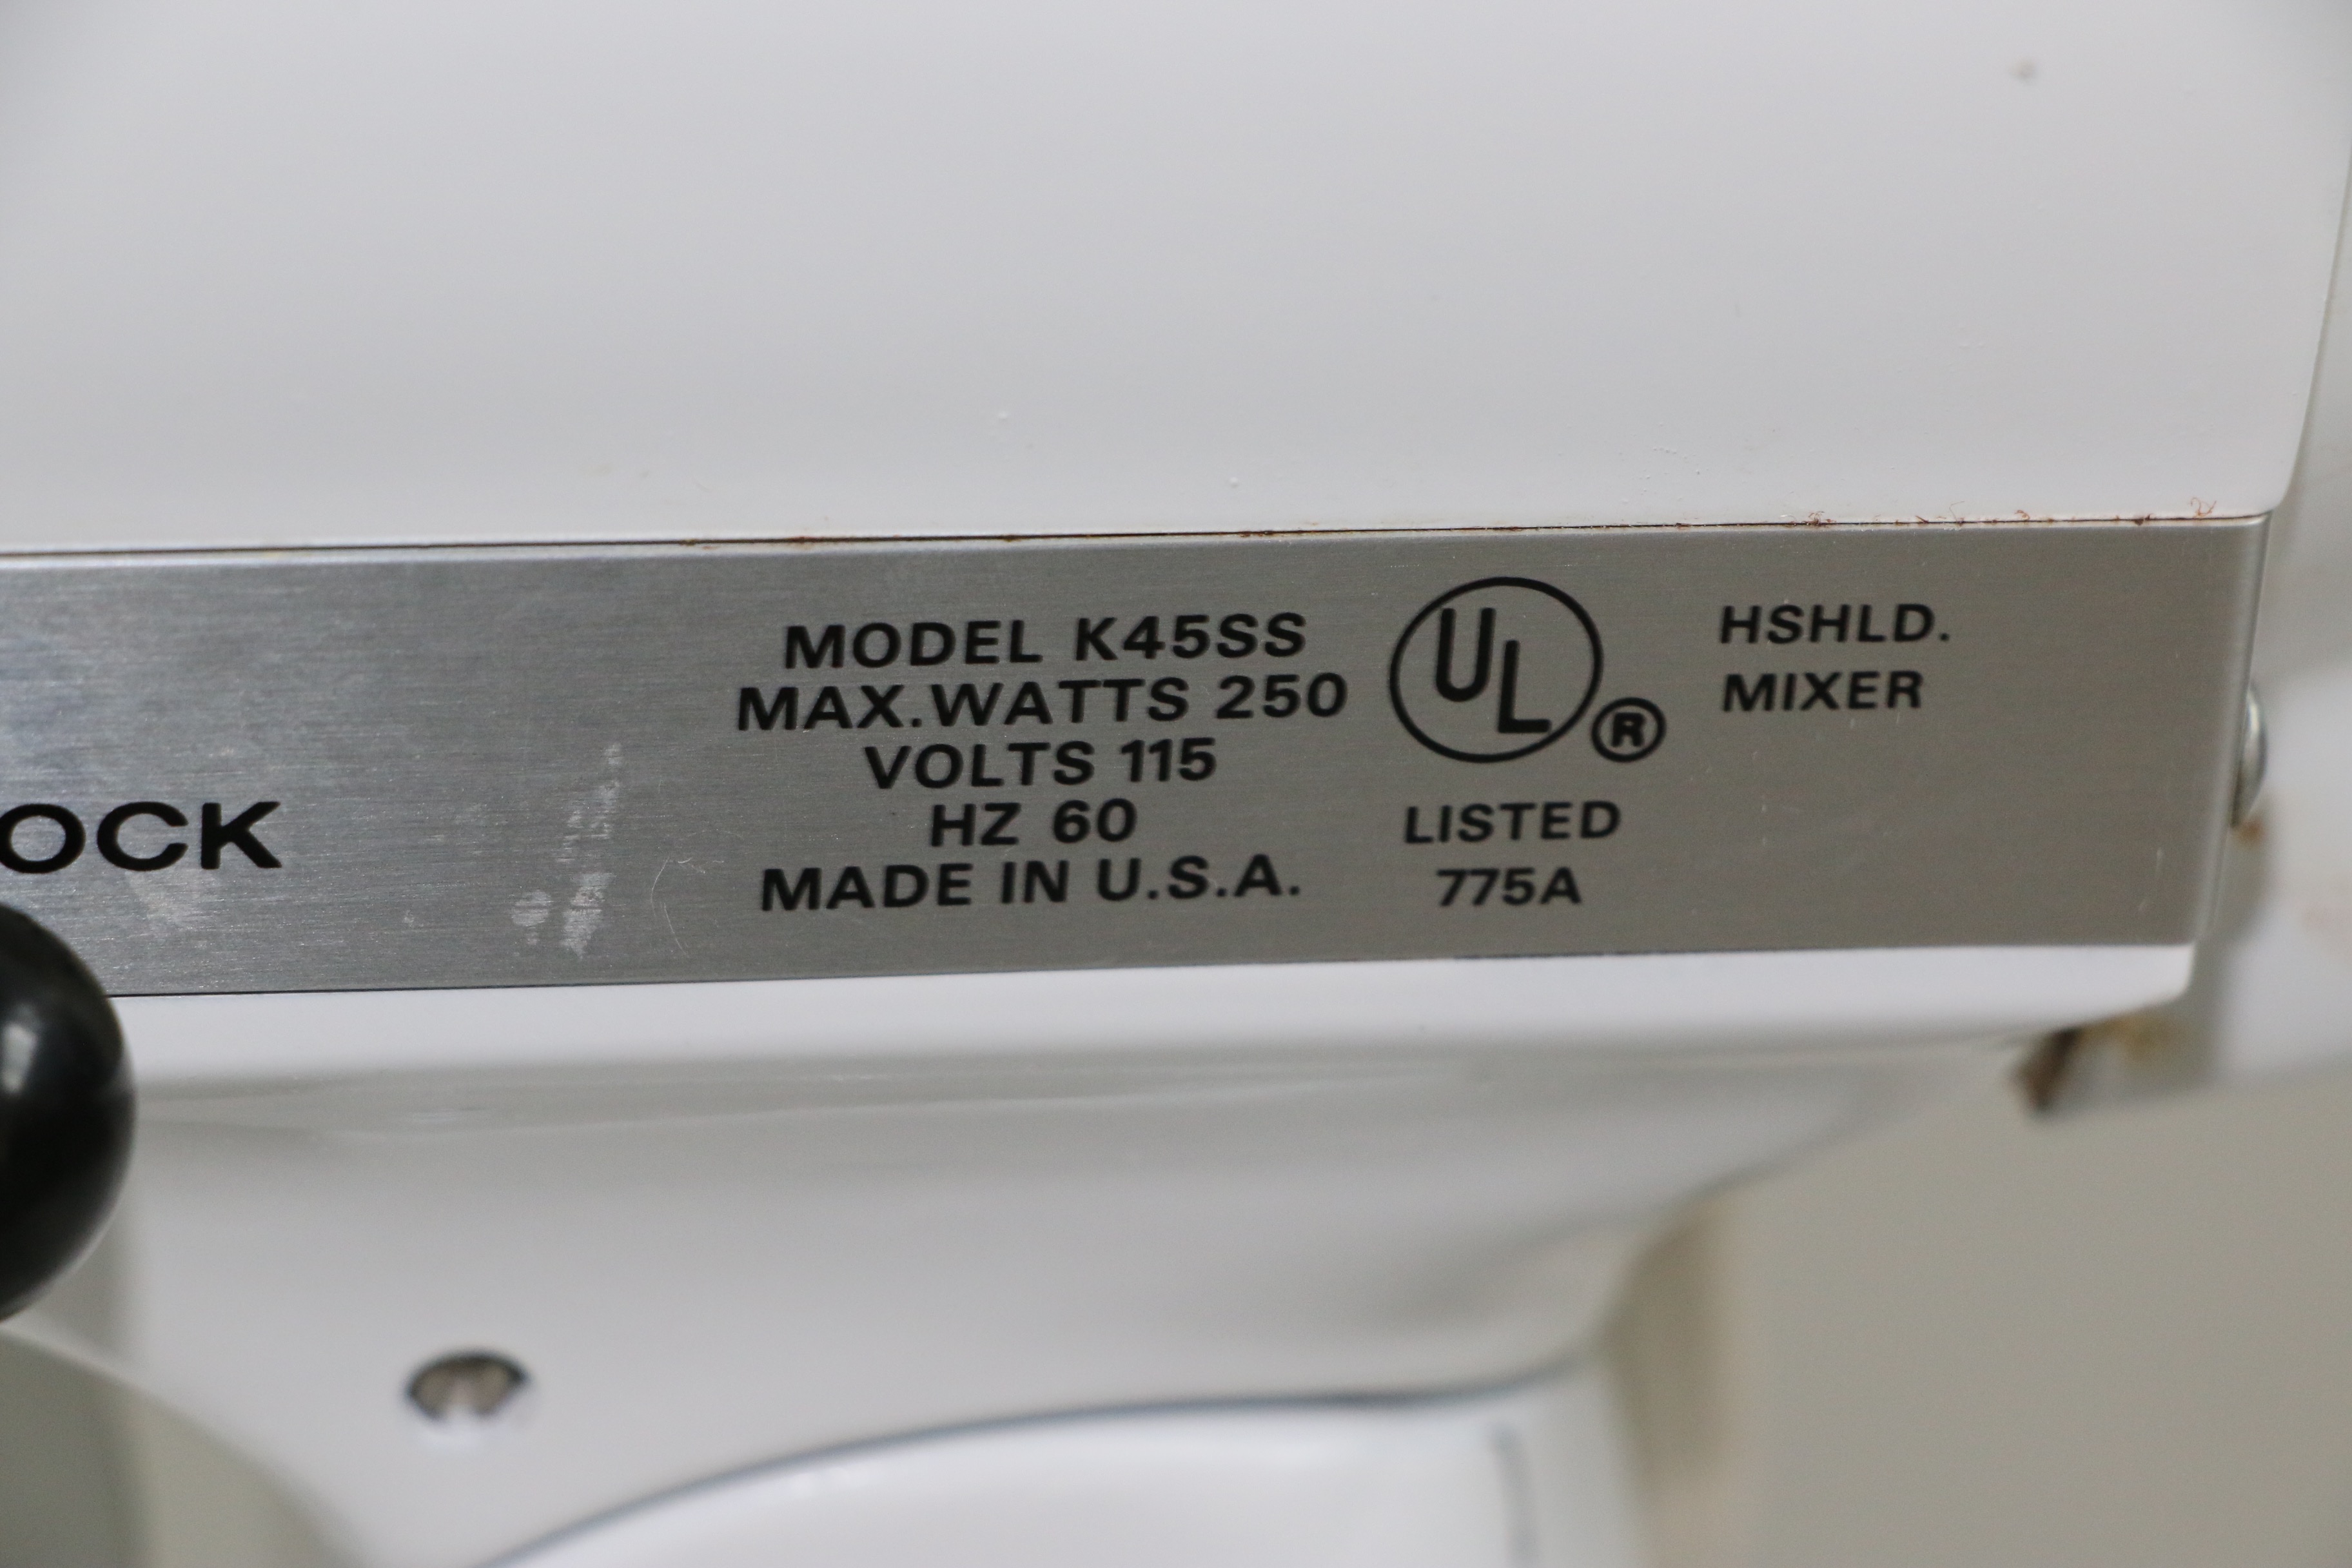 MODEL K45SS
MAX.WATTS 250
VOLTS 115
HZ 60
MADE IN U.S.A.
UL®
LISTED
775A
HSHLD.
MIXER
OCK